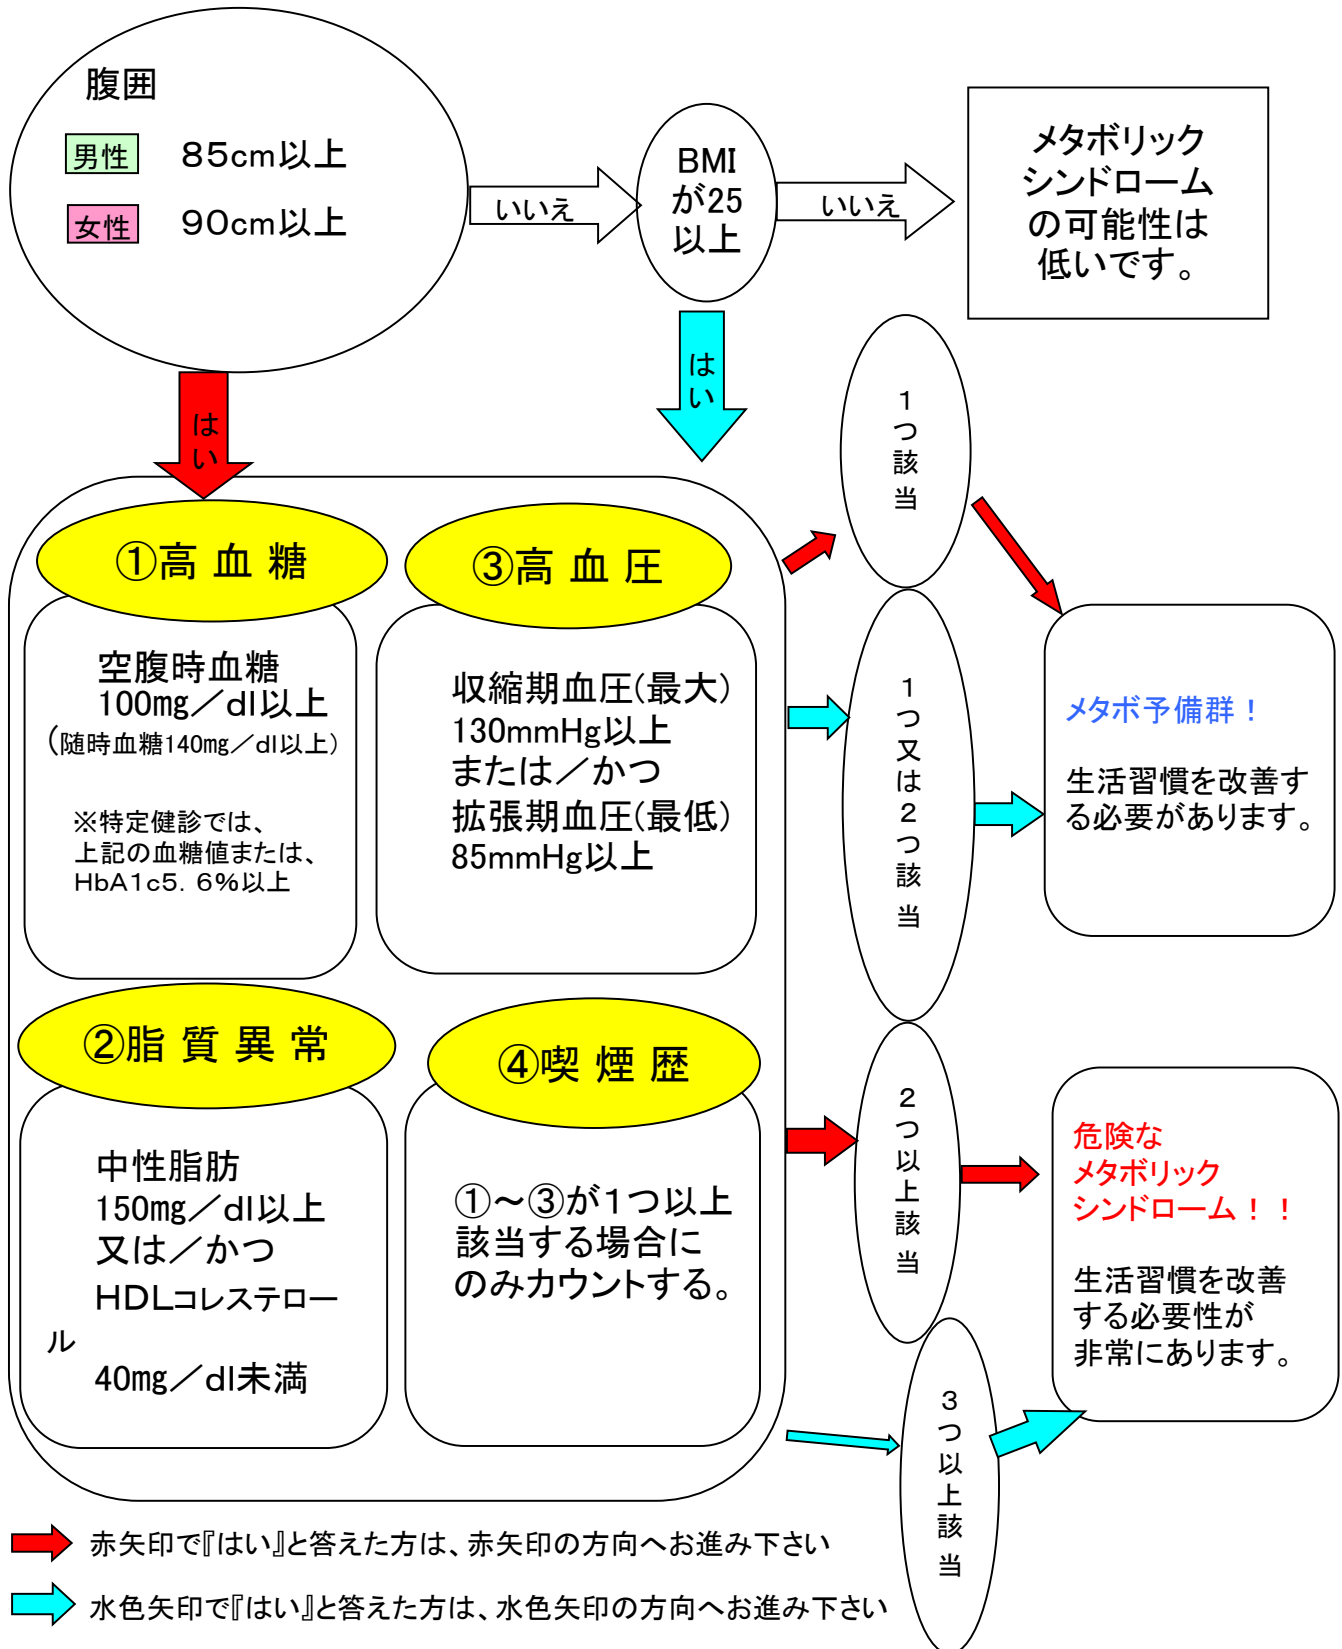 腹囲
男性 85cm以上
女性 90cm以上
いいえ
BMI
が25
以上
いいえ
メタボリック
シンドローム
の可能性は
低いです。
はい
はい
①高 血 糖
空腹時血糖
100㎎／dl以上
(随時血糖140㎎／dl以上)
※特定健診では、
上記の血糖値または、
HbA1c5．6％以上
③高 血 圧
収縮期血圧(最大)
130mmHg以上
または／かつ
拡張期血圧(最低)
85mmHg以上
②脂 質 異 常
中性脂肪
150㎎／dl以上
又は／かつ
HDLコレステロー
ル
40㎎／dl未満
④喫 煙 歴
①～③が1つ以上
該当する場合に
のみカウントする。
1つ該当
1つ又は2つ該当
メタボ予備群！
生活習慣を改善す
る必要があります。
2つ以上該当
3つ以上該当
危険な
メタボリック
シンドローム！！
生活習慣を改善
する必要性が
非常にあります。
赤矢印で『はい』と答えた方は、赤矢印の方向へお進み下さい
水色矢印で『はい』と答えた方は、水色矢印の方向へお進み下さい